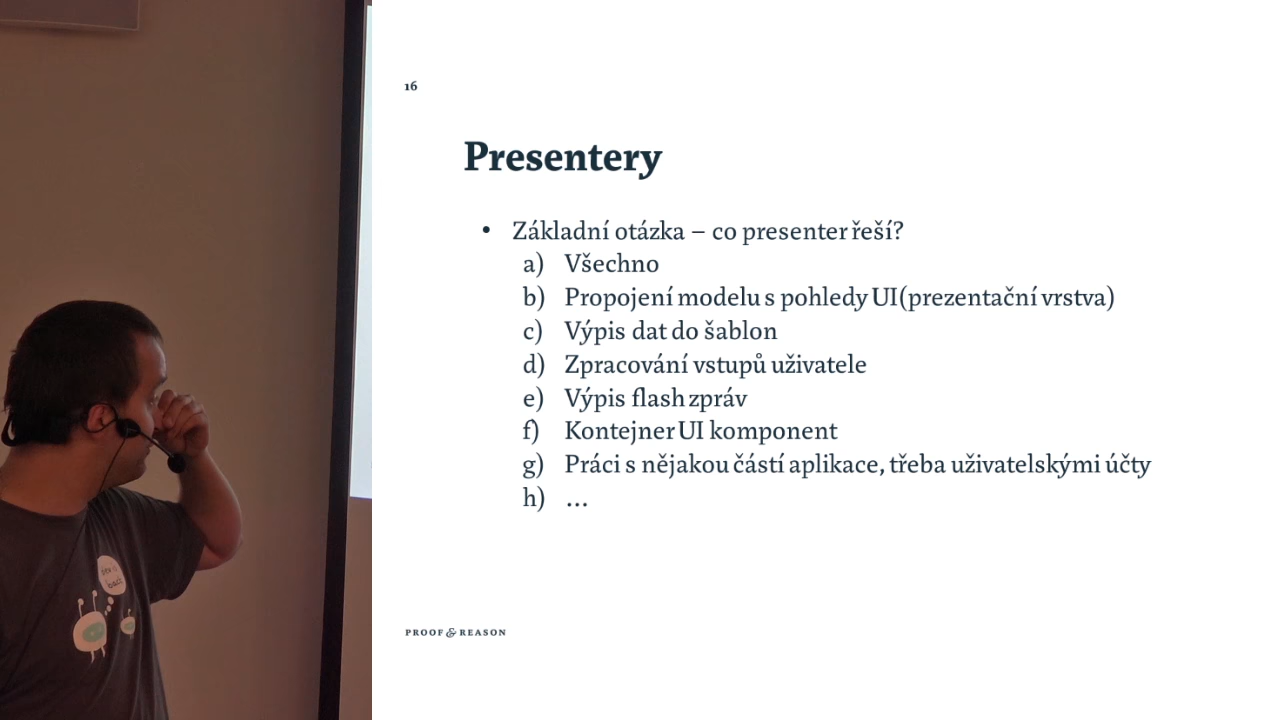 16
Presentery
• Základní otázka – co presenter řeší?
a) Všechno
b) Propojení modelu s pohledy UI(prezentační vrstva)
c) Výpis dat do šablon
d) Zpracování vstupů uživatele
e) Výpis flash zpráv
f) Kontejner UI komponent
g) Práci s nějakou částí aplikace, třeba uživatelskými účty
h) ...
PROOF & REASON
back